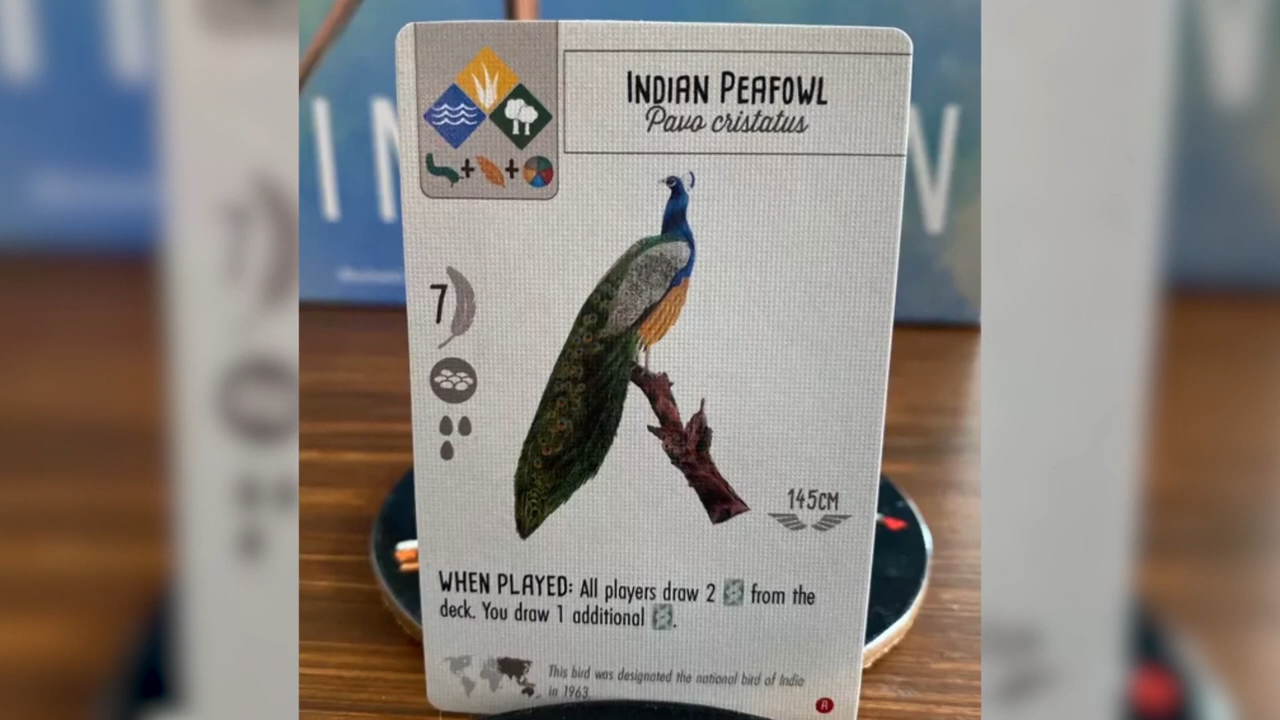 INDIAN PEAFOWL
Pavo cristatus
7
145CM
WHEN PLAYED: All players draw 2 from the
deck. You draw 1 additional .
This bird was designated the national bird of India
in 1963.
A